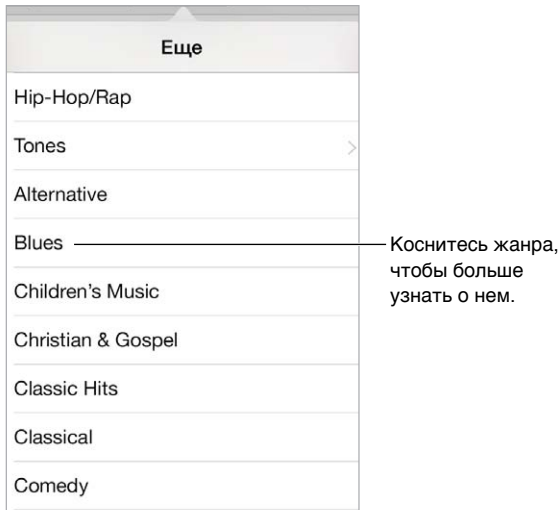 Еще
Hip-Hop/Rap
Tones
Alternative
Blues
Коснитесь жанра,
чтобы больше
узнать о нем.
Children's Music
Christian & Gospel
Classic Hits
Classical
Comedy